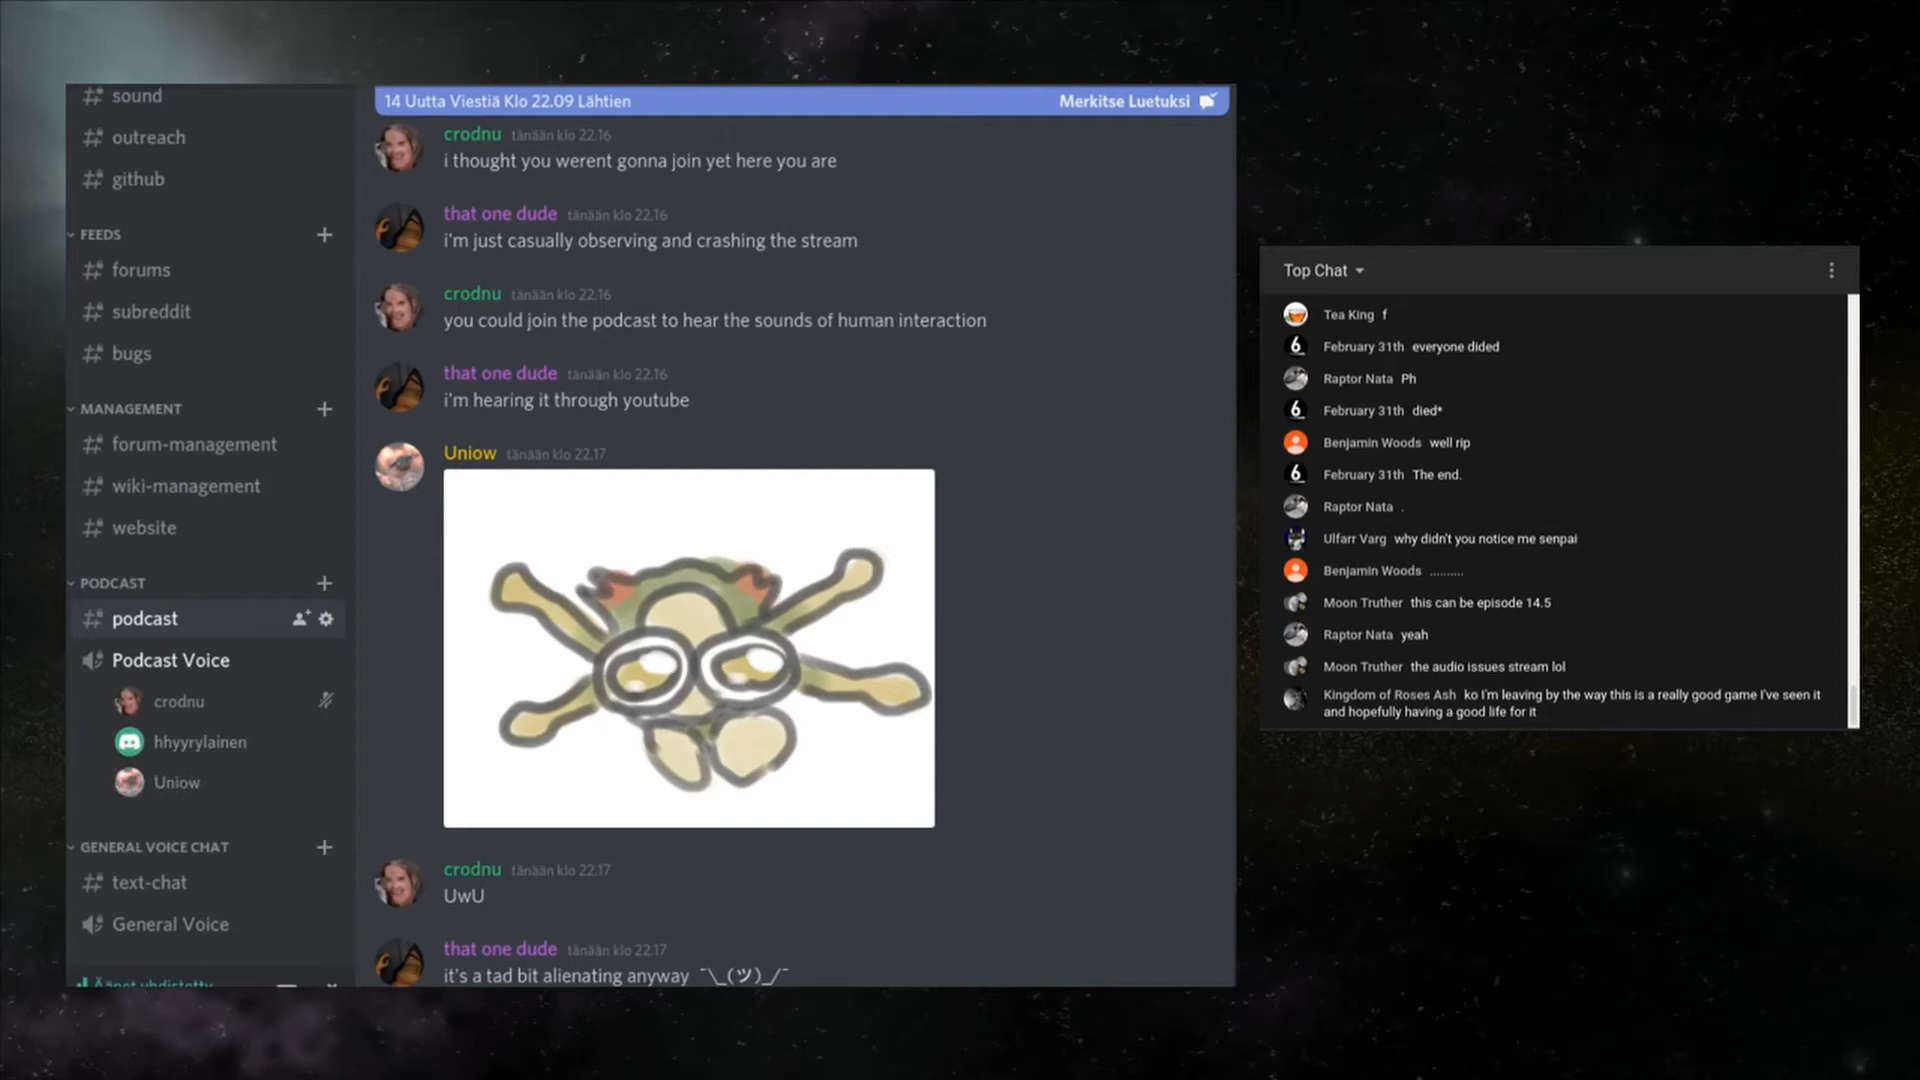 sound
outreach
github
FEEDS
forums
subreddit
bugs
MANAGEMENT
forum-management
wiki-management
website
PODCAST
podcast
Podcast Voice
crodnu
hhyyrylainen
Uniow
GENERAL VOICE CHAT
text-chat
General Voice
Äänet yhdistetty
14 Uutta Viestiä Klo 22.09 Lähtien
Merkitse Luetuksi
crodnu tänään klo 22.16
i thought you werent gonna join yet here you are
that one dude tänään klo 22.16
i'm just casually observing and crashing the stream
crodnu tänään klo 22.16
you could join the podcast to hear the sounds of human interaction
that one dude tänään klo 22.16
i'm hearing it through youtube
Uniow tänään klo 22.17
crodnu tänään klo 22.17
UwU
that one dude tänään klo 22.17
it's a tad bit alienating anyway ¯\_(ツ)_/¯
Top Chat
Tea King f
February 31th everyone dided
Raptor Nata Ph
February 31th died*
Benjamin Woods well rip
February 31th The end.
Raptor Nata .
Ulfarr Varg why didn't you notice me senpai
Benjamin Woods ..........
Moon Truther this can be episode 14.5
Raptor Nata yeah
Moon Truther the audio issues stream lol
Kingdom of Roses Ash ko I'm leaving by the way this is a really good game I've seen it
and hopefully having a good life for it